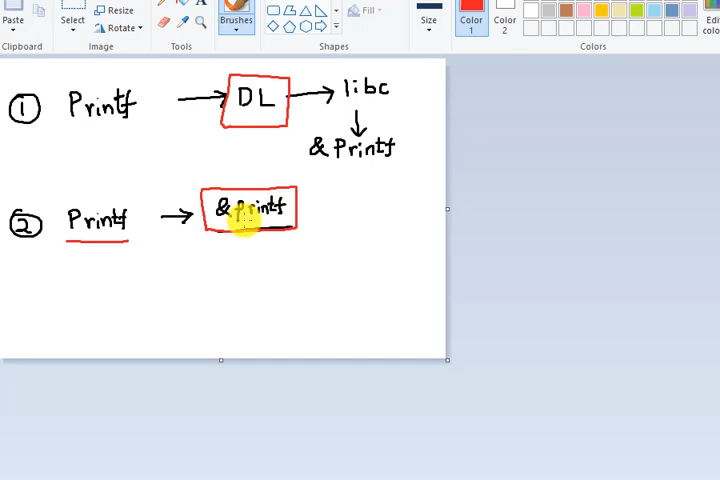 Paste
Select
Resize
Rotate
A
Brushes
Fill
Size
Color 1
Color 2
Clipboard
Image
Tools
Shapes
Colors
① Printf → DL → libc
↓
& Printf
② Printf → & printf